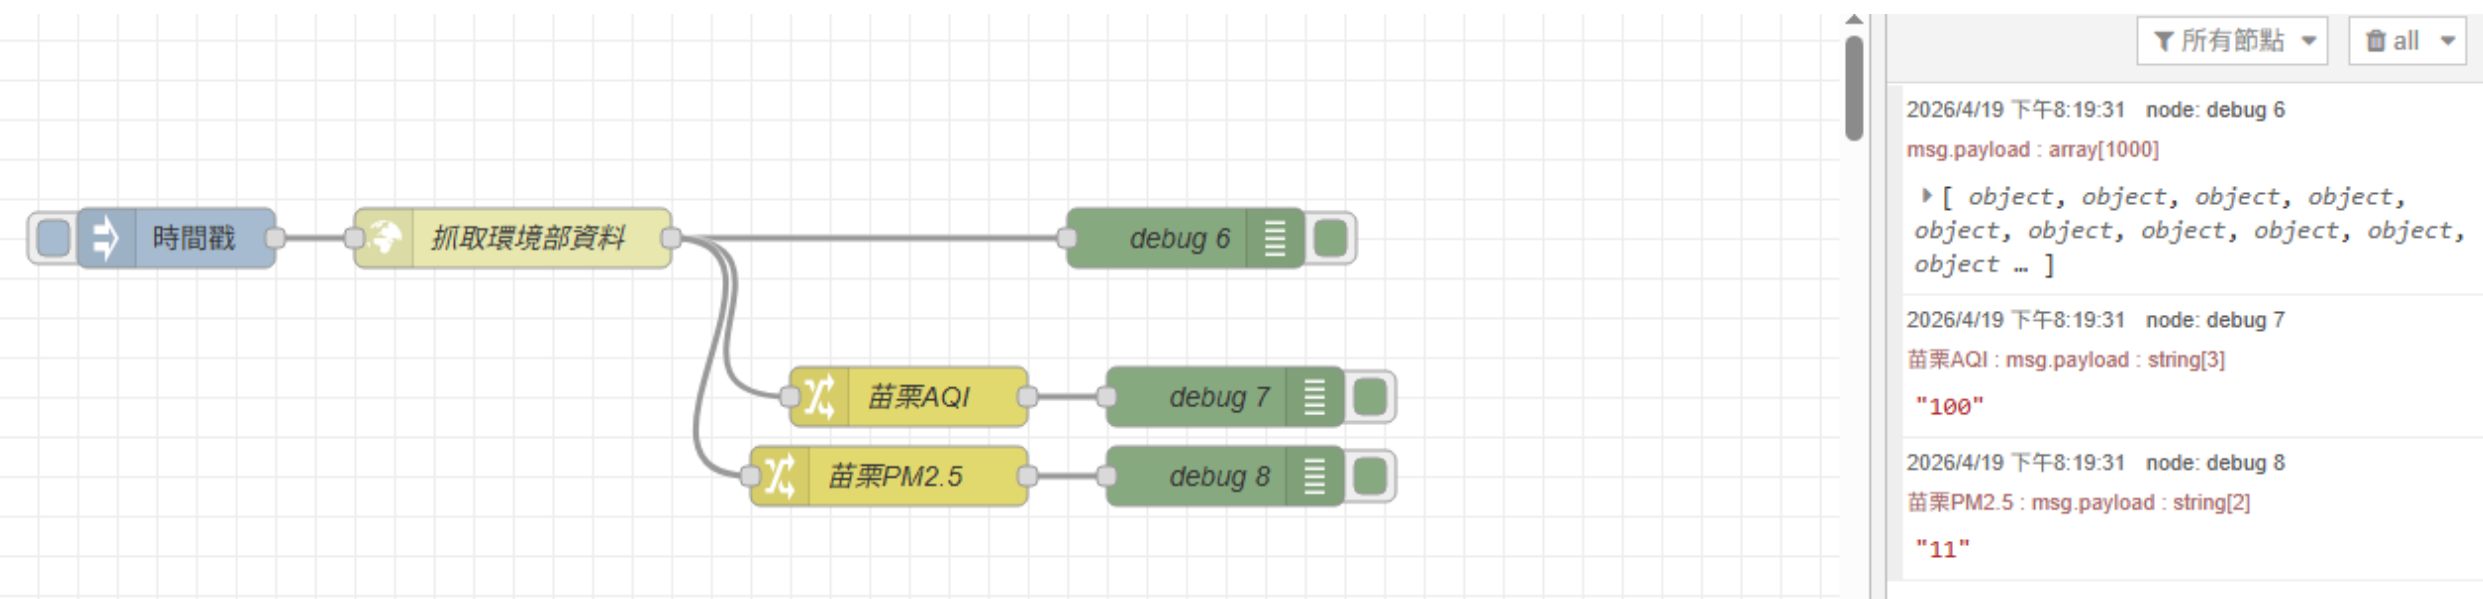 所有節點
all
2026/4/19 下午8:19:31 node: debug 6
msg.payload : array[1000]
[ object, object, object, object,
object, object, object, object, object,
object … ]
2026/4/19 下午8:19:31 node: debug 7
苗栗AQI : msg.payload : string[3]
"100"
2026/4/19 下午8:19:31 node: debug 8
苗栗PM2.5 : msg.payload : string[2]
"11"
時間戳
抓取環境部資料
debug 6
苗栗AQI
debug 7
苗栗PM2.5
debug 8